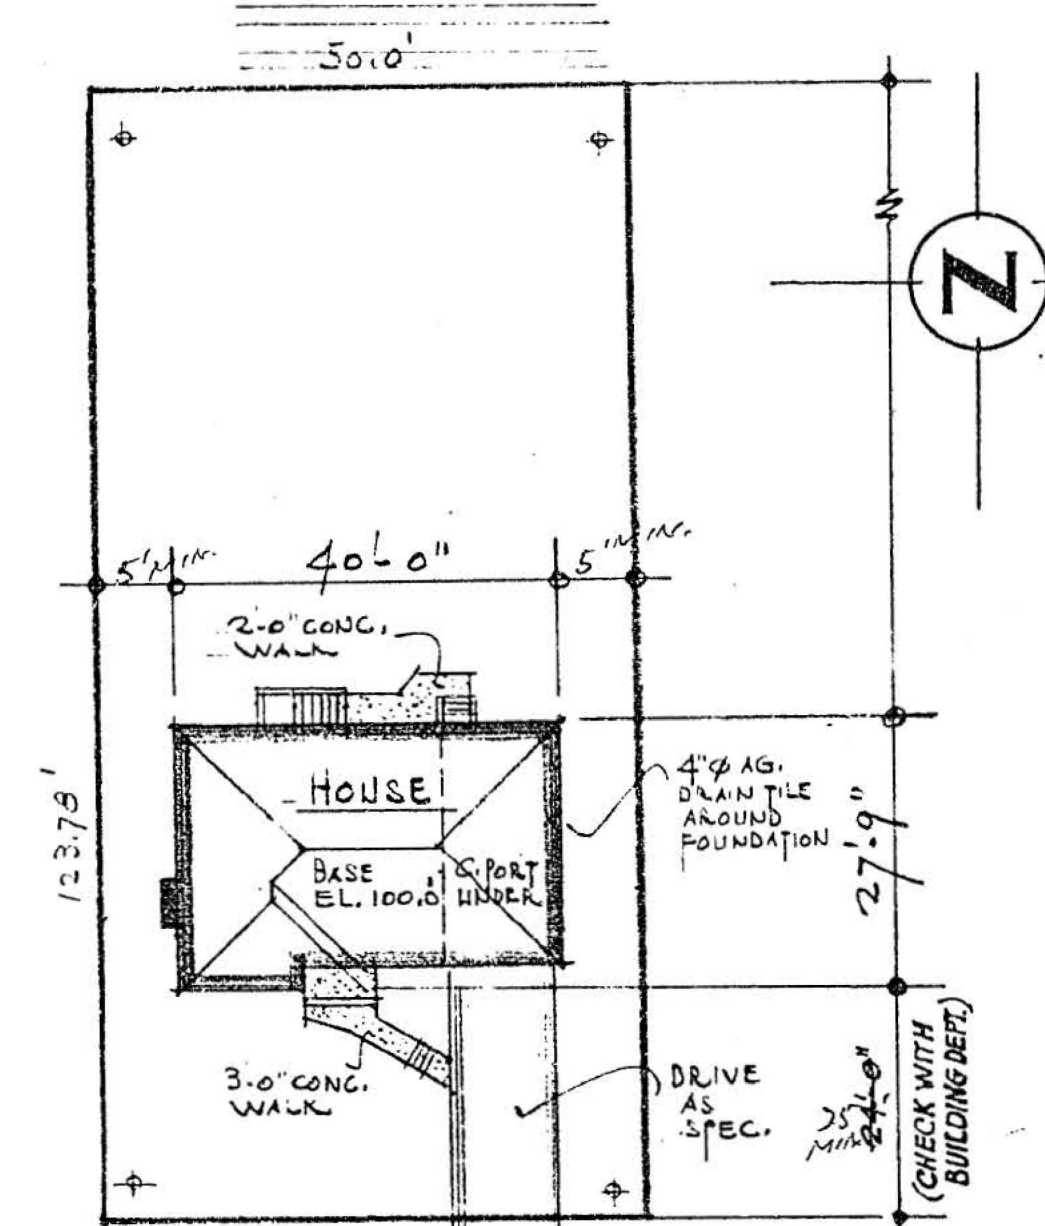 50.0'
N
5' MIN.
40'-0"
5' MIN.
2'-0" CONC.
WALK
HOUSE
4"Φ AG.
DRAIN TILE
AROUND
FOUNDATION
27'-9"
123.78'
BASE
EL. 100.0'
C.PORT
UNDER
3'-0" CONC.
WALK
DRIVE
AS
SPEC.
25'
MIN.
24'-0"
(CHECK WITH
BUILDING DEPT.)